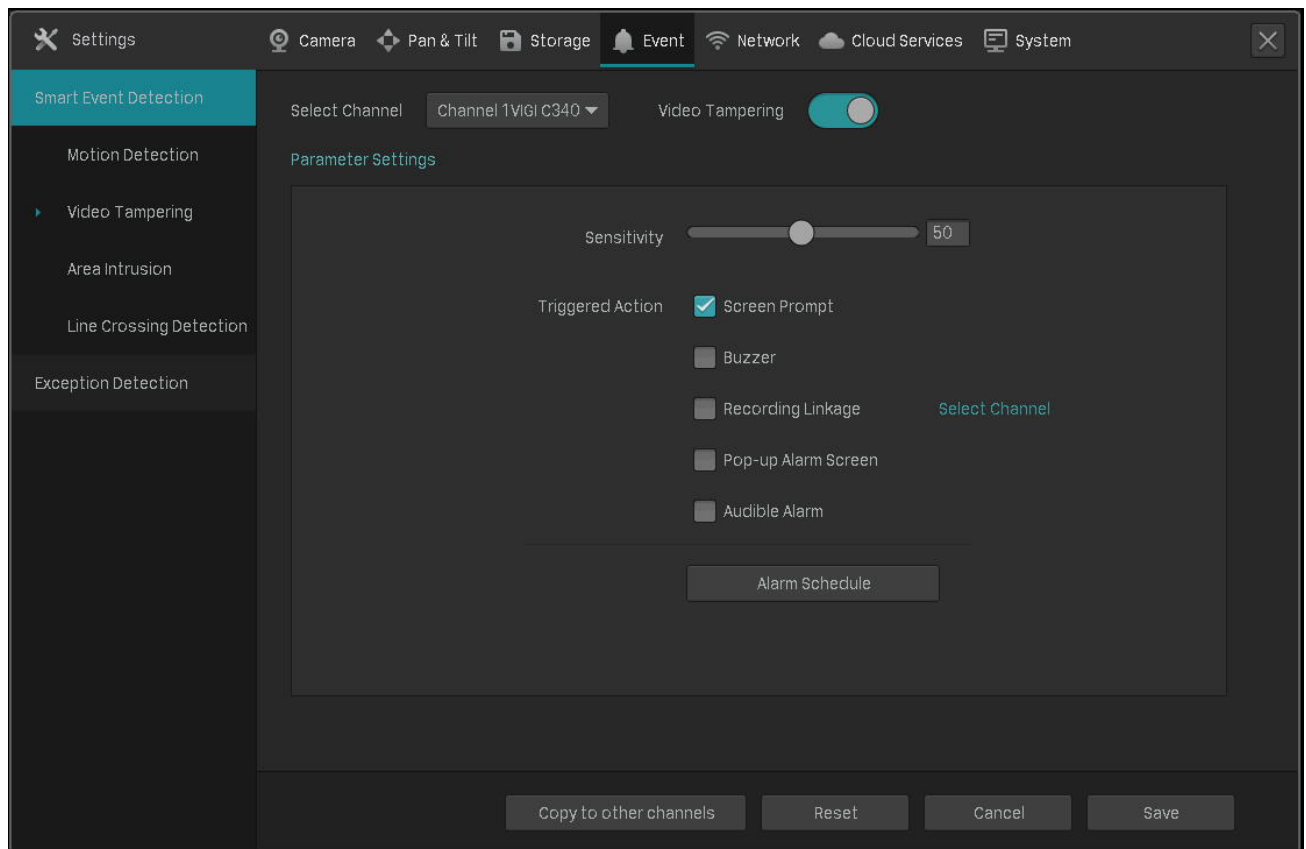 Settings Camera Pan & Tilt Storage Event Network Cloud Services System
Smart Event Detection
Motion Detection
Video Tampering
Area Intrusion
Line Crossing Detection
Exception Detection
Select Channel Channel 1VIGI C340 Video Tampering
Parameter Settings
Sensitivity 50
Triggered Action Screen Prompt
Buzzer
Recording Linkage Select Channel
Pop-up Alarm Screen
Audible Alarm
Alarm Schedule
Copy to other channels Reset Cancel Save